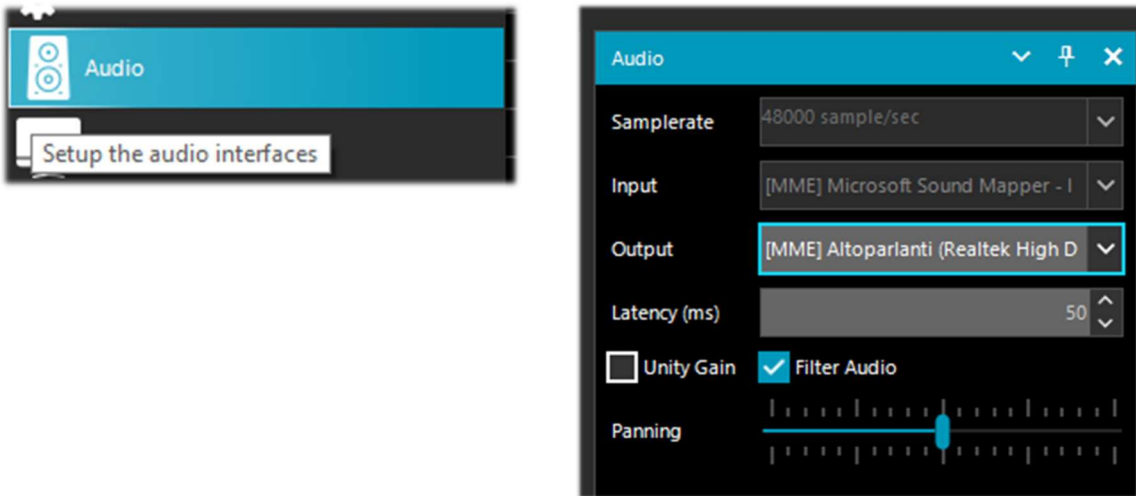 Audio
Setup the audio interfaces
Audio
Samplerate 48000 sample/sec
Input [MME] Microsoft Sound Mapper - I
Output [MME] Altoparlanti (Realtek High D
Latency (ms) 50
Unity Gain Filter Audio
Panning